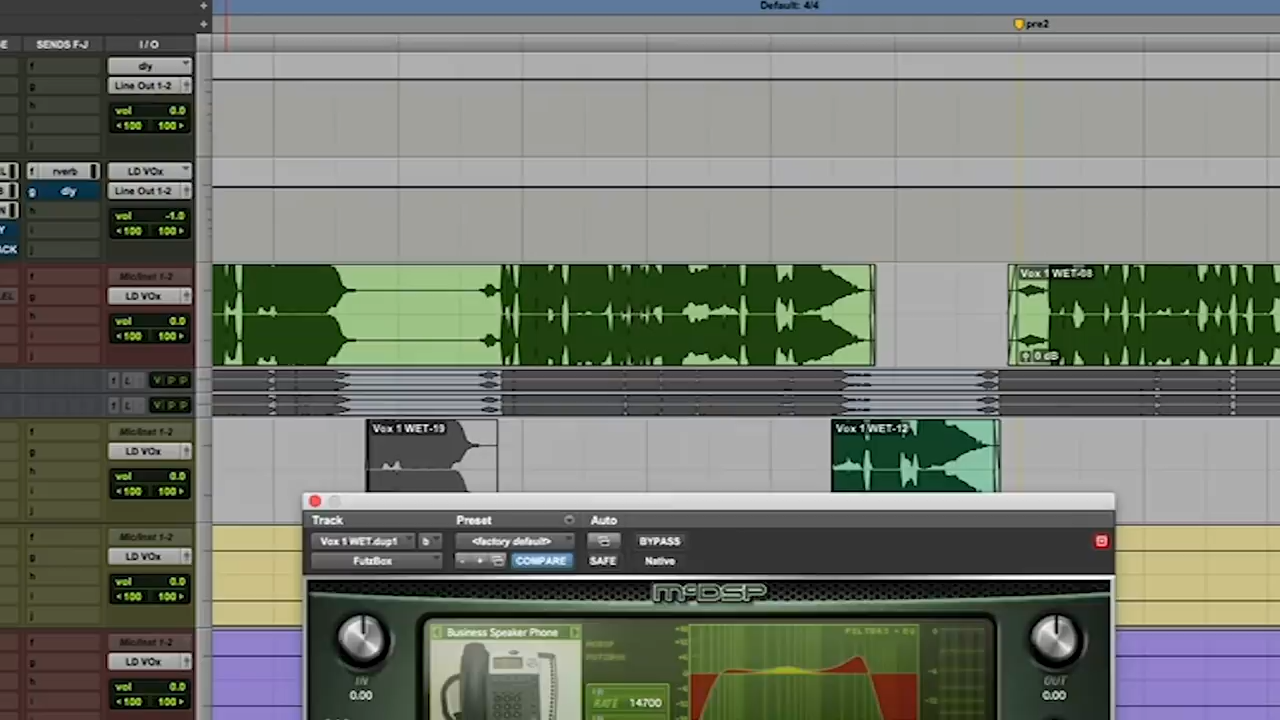 Default: 4/4
pre2
E SENDS F-J I/O
f dly
g Line Out 1-2
h vol 0.0
i <100 100>
j
f rverb LD VOx
g dly Line Out 1-2
N h vol -1.0
Y i <100 100>
ACK j
f Mic/Inst 1-2
g LD VOx
h vol 0.0
i <100 100>
j
Vox 1 WET-08
0 dB
f L V P P
f L V P P
f Mic/Inst 1-2
g LD VOx
h vol 0.0
i <100 100>
j
Vox 1 WET-19
Vox 1 WET-12
f Mic/Inst 1-2
g LD VOx
h vol 0.0
i <100 100>
j
f Mic/Inst 1-2
g LD VOx
h vol 0.0
i <100 100>
Track Preset Auto
Vox 1 WET.dup1 b <factory default> BYPASS
FutzBox - + COMPARE SAFE Native
McDSP
Business Speaker Phone
IN
0.00
RATE 14700
OUT
0.00